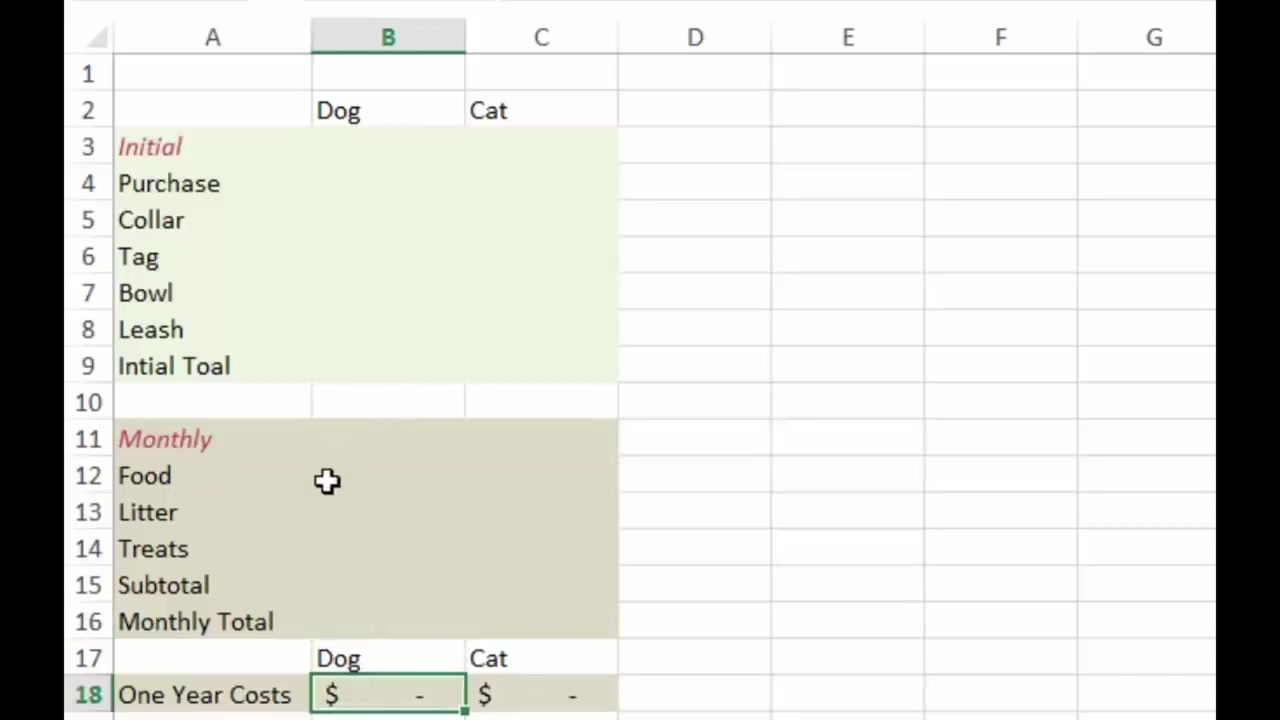 A B C D E F G
1
2 Dog Cat
3 Initial
4 Purchase
5 Collar
6 Tag
7 Bowl
8 Leash
9 Intial Toal
10
11 Monthly
12 Food
13 Litter
14 Treats
15 Subtotal
16 Monthly Total
17 Dog Cat
18 One Year Costs $ - $ -